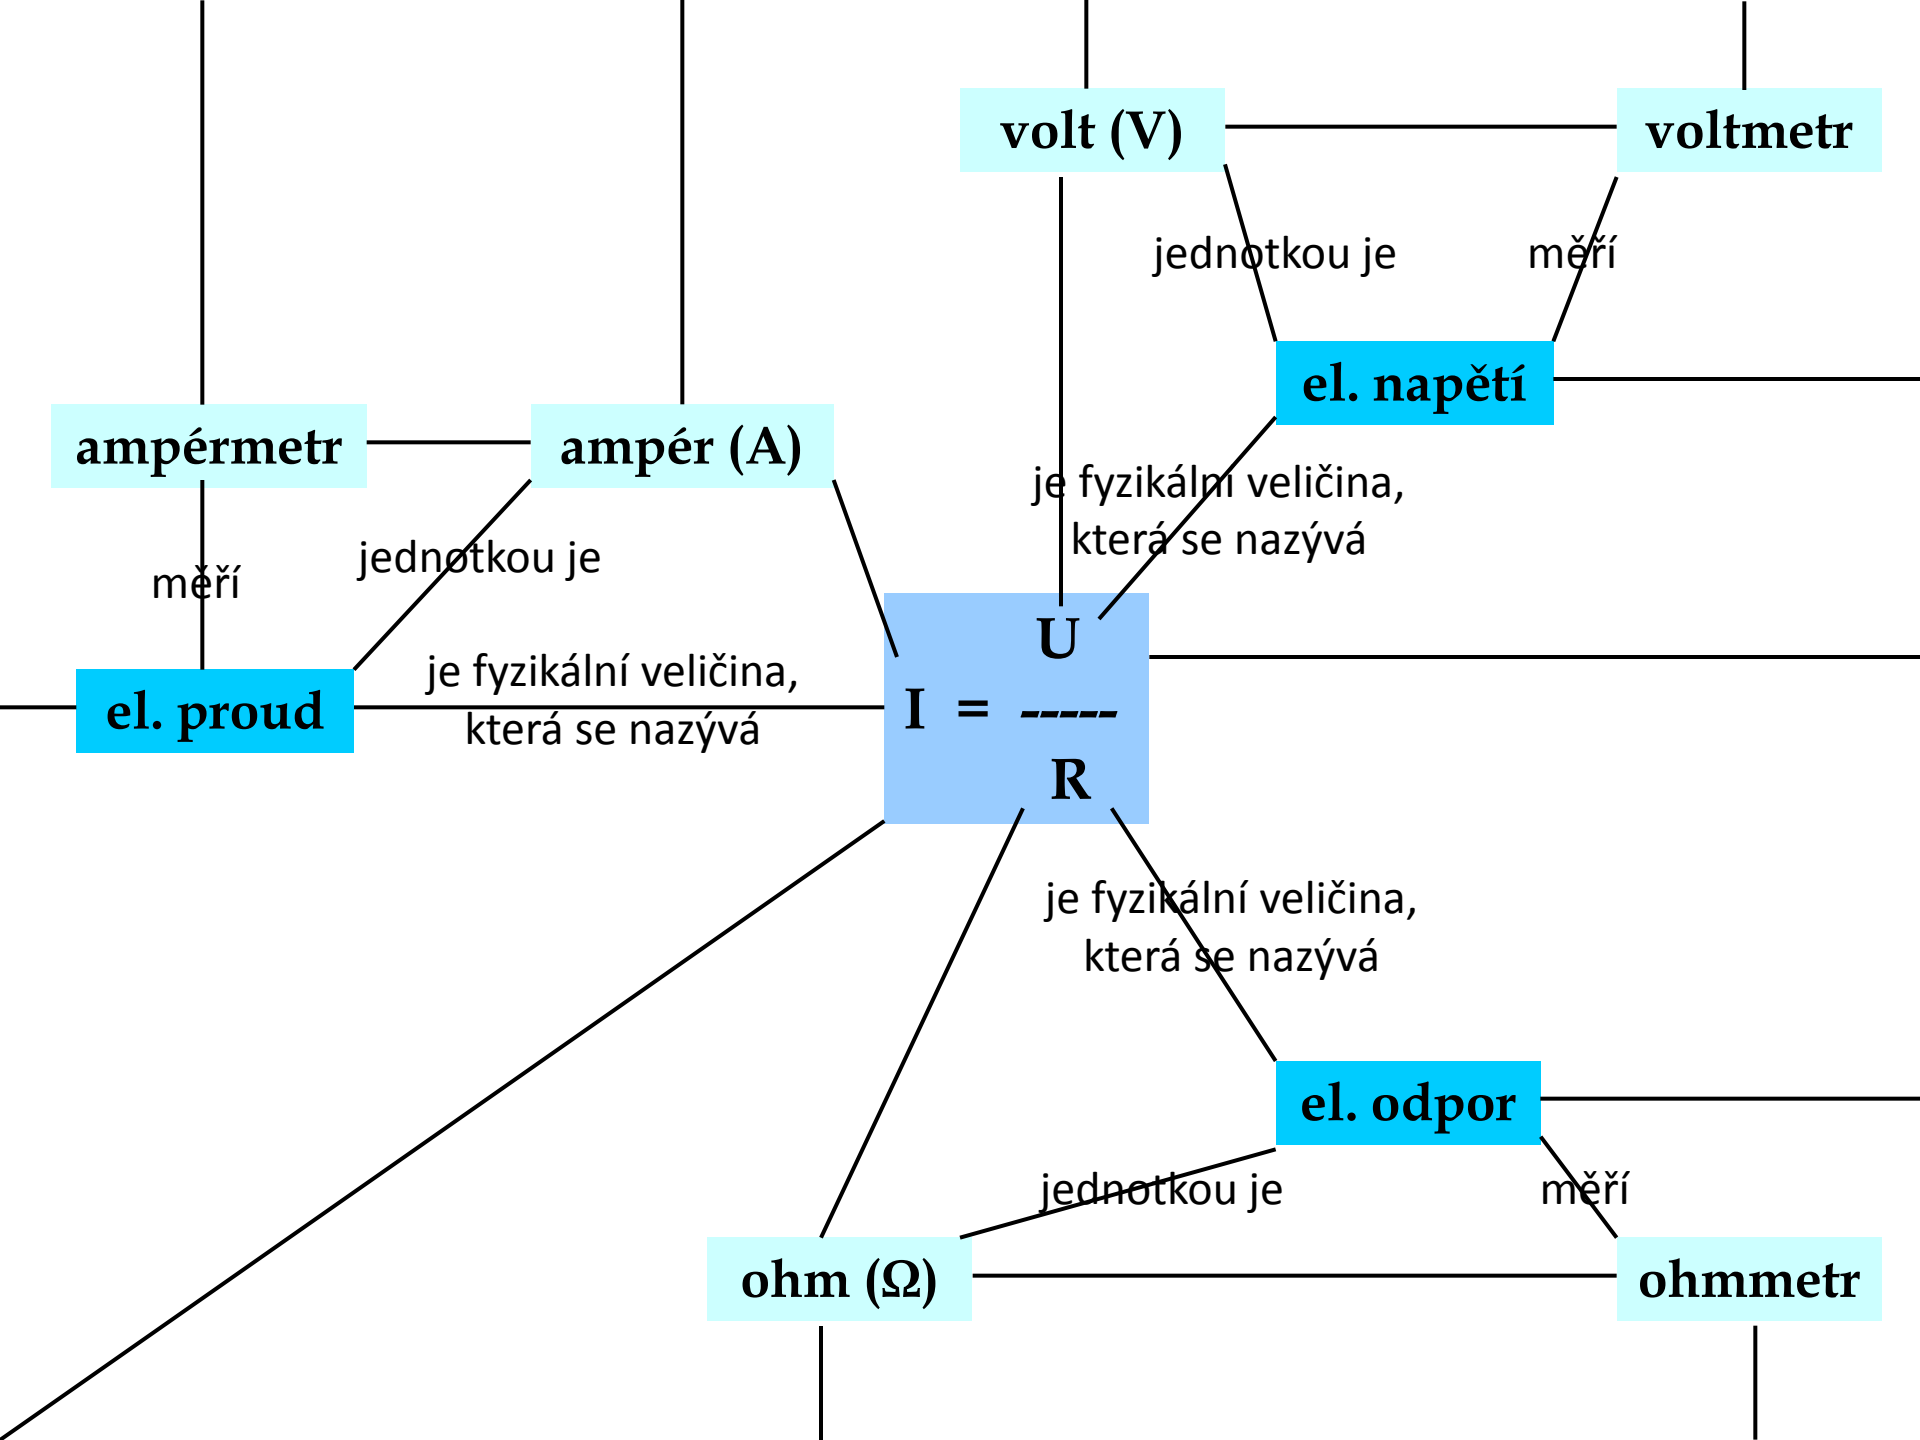 volt (V)
voltmetr
jednotkou je
měří
el. napětí
ampérmetr
ampér (A)
je fyzikální veličina,
která se nazývá
měří
jednotkou je
je fyzikální veličina,
která se nazývá
el. proud
U
I = -----
R
je fyzikální veličina,
která se nazývá
el. odpor
jednotkou je
měří
ohm (Ω)
ohmmetr